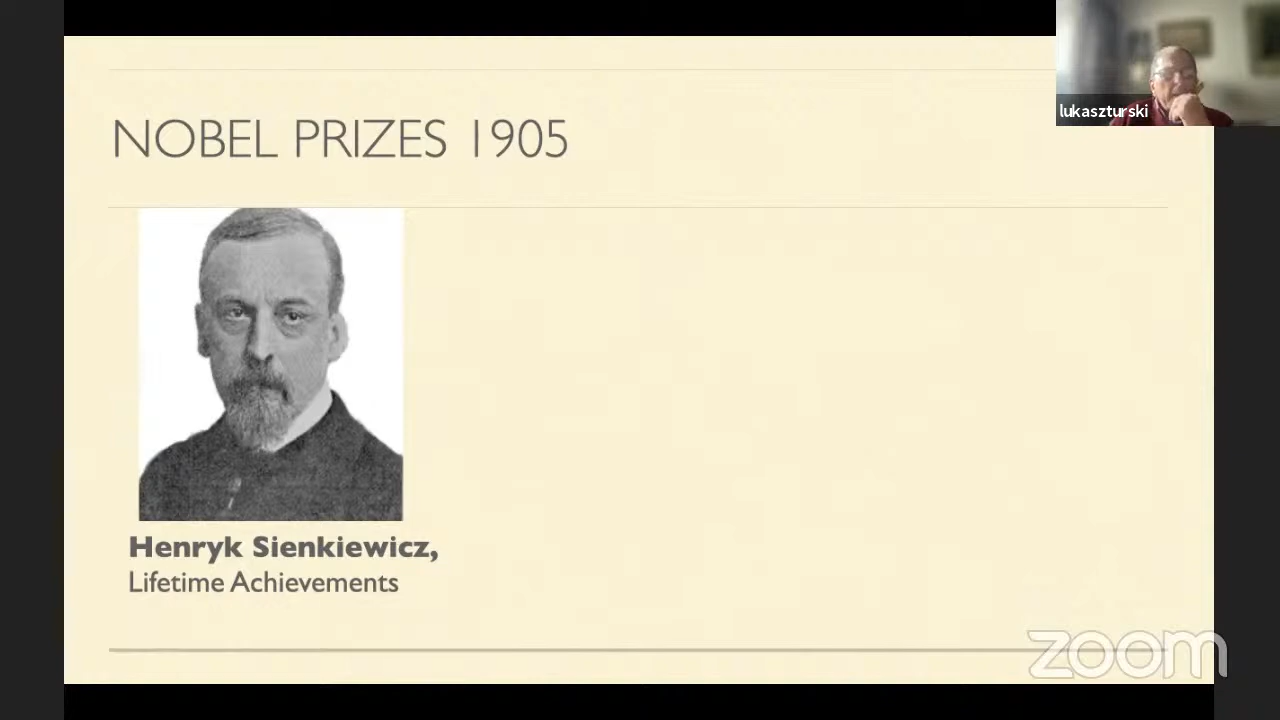 lukaszturski
NOBEL PRIZES 1905
Henryk Sienkiewicz,
Lifetime Achievements
zoom